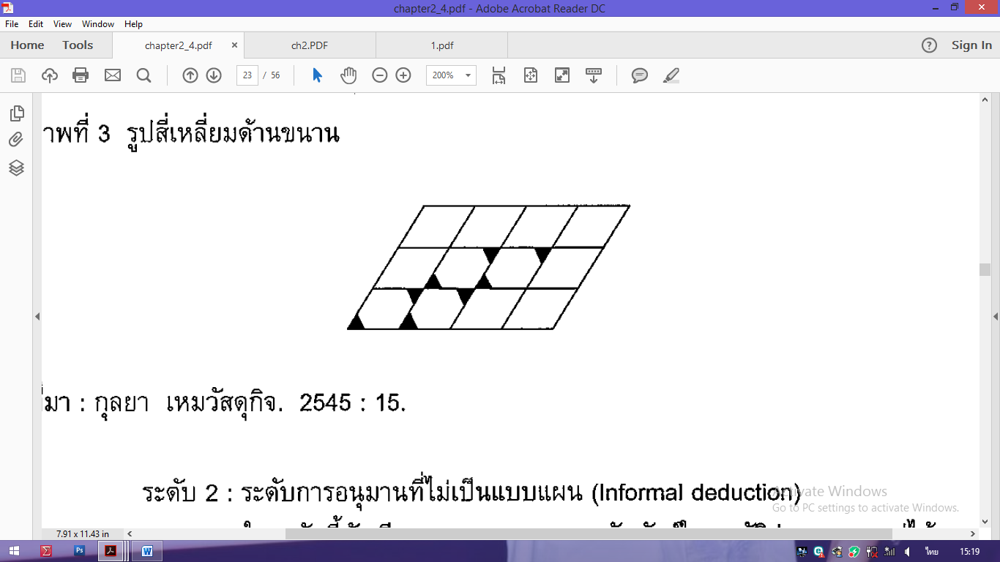 chapter2_4.pdf - Adobe Acrobat Reader DC
File Edit View Window Help
Home Tools chapter2_4.pdf × ch2.PDF 1.pdf ? Sign In
23 / 56 200%
าพที่ 3 รูปสี่เหลี่ยมด้านขนาน
มา : กุลยา เหมวัสดุกิจ. 2545 : 15.
ระดับ 2 : ระดับการอนุมานที่ไม่เป็นแบบแผน (Informal deduction)
Activate Windows
Go to PC settings to activate Windows.
7.91 x 11.43 in
ไทย 15:19